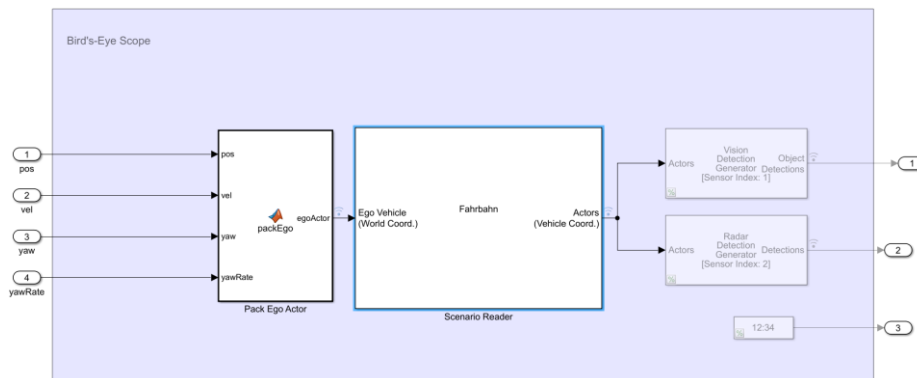 Bird's-Eye Scope
1
pos
2
vel
3
yaw
4
yawRate
pos
vel
yaw
yawRate
packEgo
egoActor
Pack Ego Actor
Ego Vehicle
(World Coord.)
Fahrbahn
Actors
(Vehicle Coord.)
Scenario Reader
Actors
Vision
Detection
Generator
[Sensor Index: 1]
Object
Detections
1
Actors
Radar
Detection
Generator
[Sensor Index: 2]
Detections
2
12:34
3